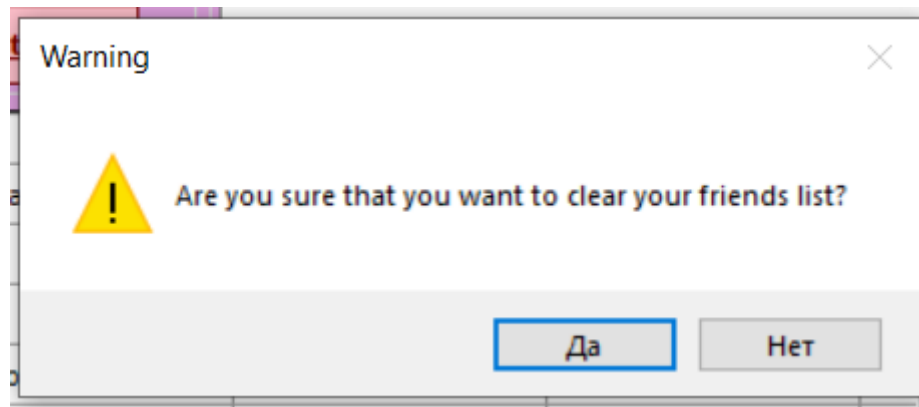 Warning
Are you sure that you want to clear your friends list?
Да
Нет